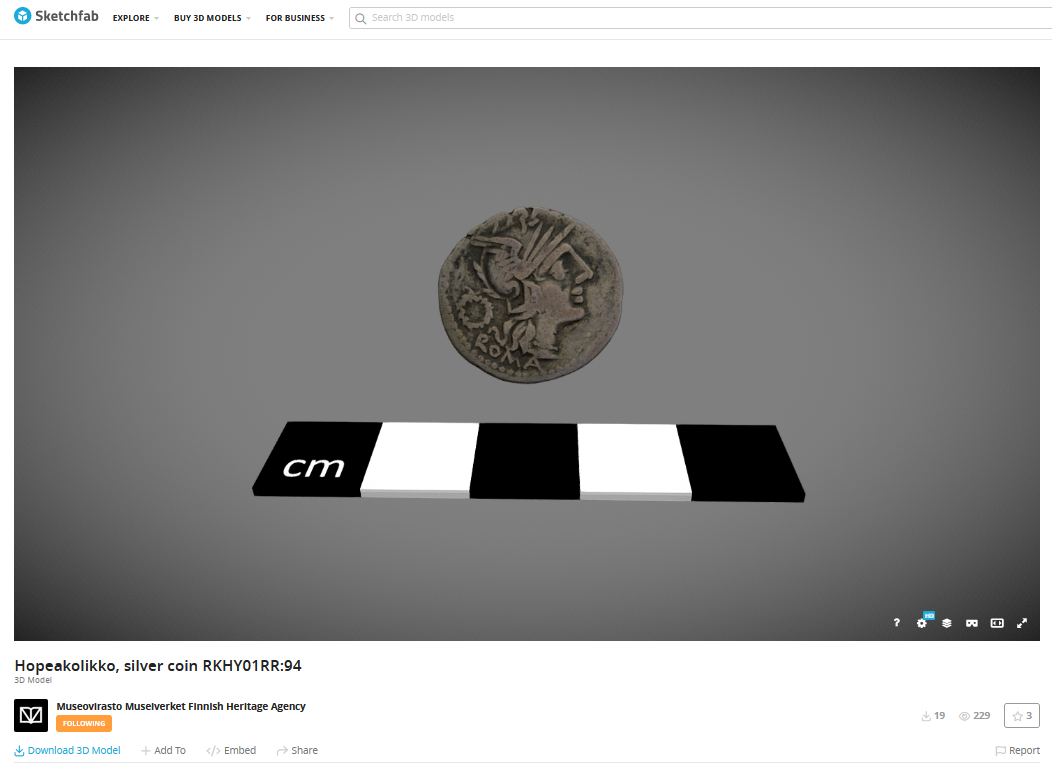 Sketchfab EXPLORE BUY 3D MODELS FOR BUSINESS Search 3D models
ROMA
cm
? HD
Hopeakolikko, silver coin RKHY01RR:94
3D Model
Museovirasto Museiverket Finnish Heritage Agency
FOLLOWING
19 229 3
Download 3D Model Add To Embed Share Report